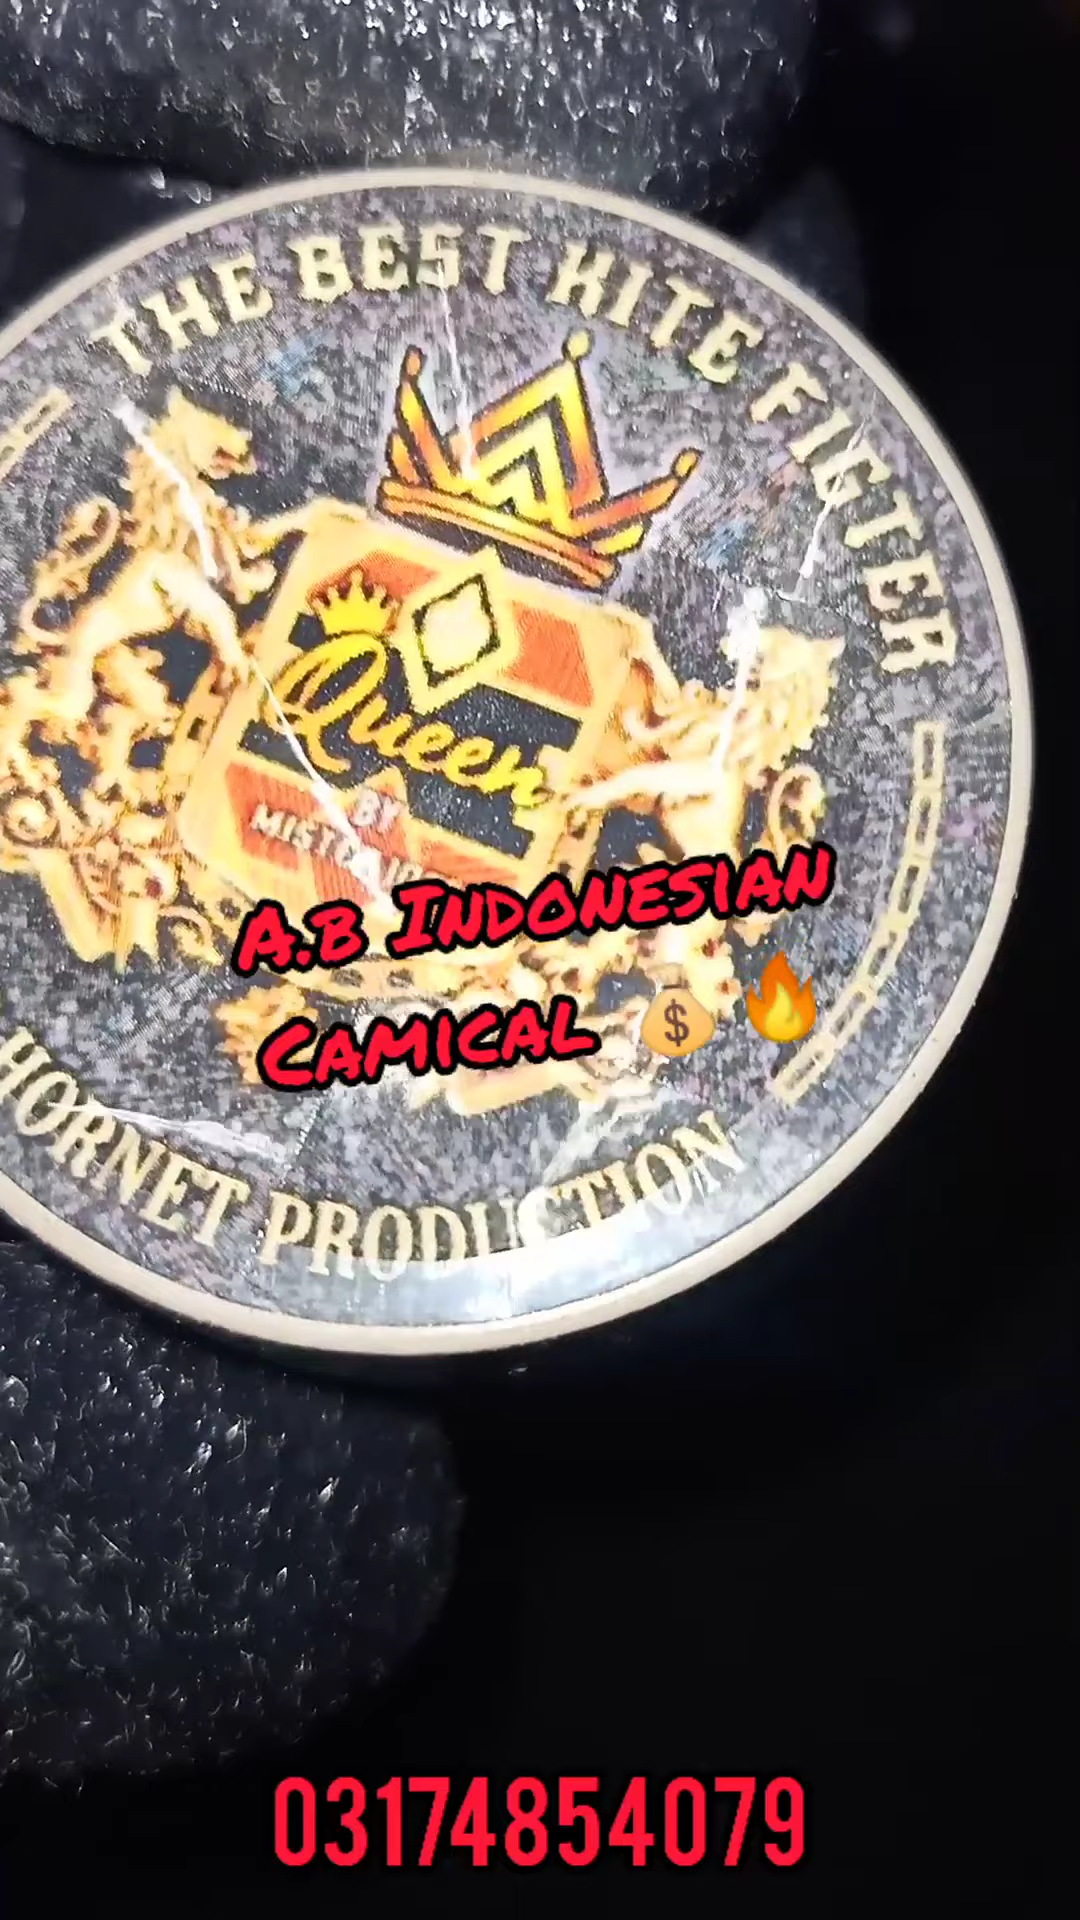 THE BEST KITE FIGTER
Queen
BY
A.B INDONESIAN
CAMICAL
HORNET PRODUCTION
03174854079